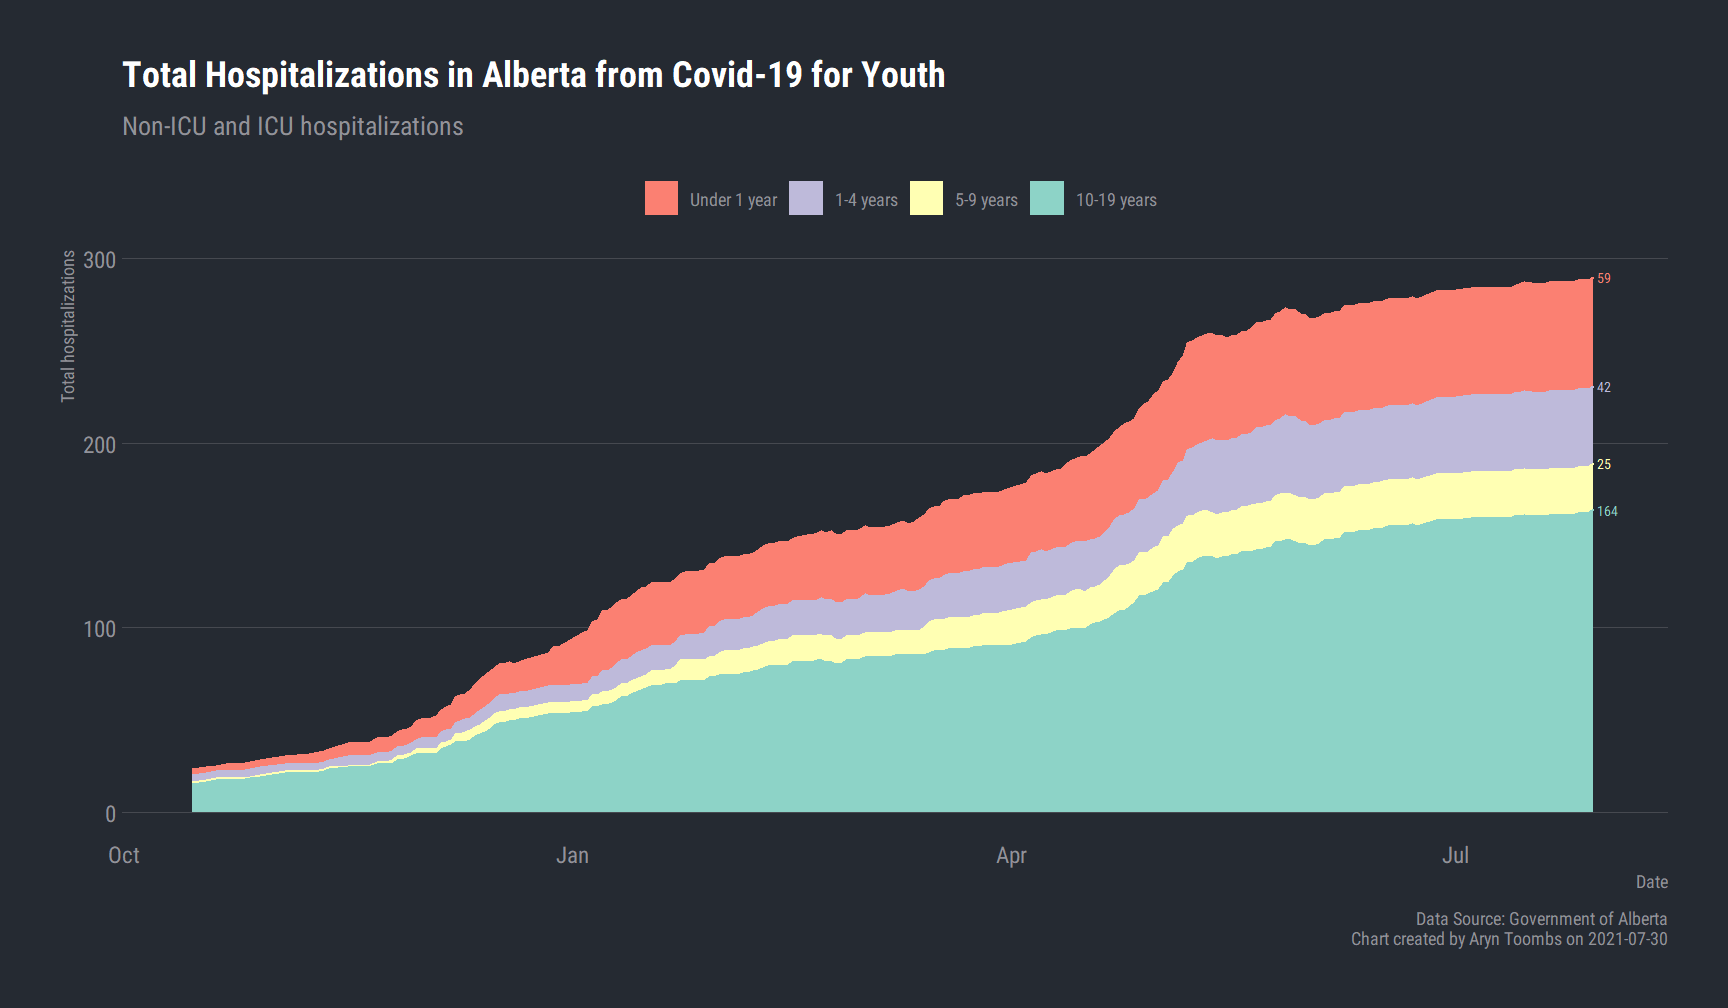 Total Hospitalizations in Alberta from Covid-19 for Youth
Non-ICU and ICU hospitalizations
Under 1 year 1-4 years 5-9 years 10-19 years
Total hospitalizations
300
200
100
0
59
42
25
164
Oct Jan Apr Jul
Date
Data Source: Government of Alberta
Chart created by Aryn Toombs on 2021-07-30